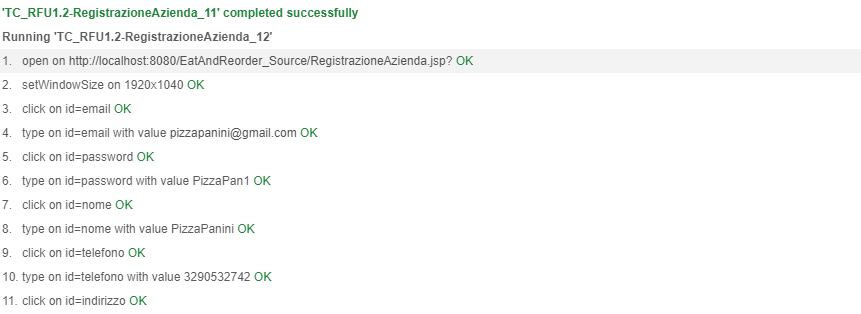 'TC_RFU1.2-RegistrazioneAzienda_11' completed successfully
Running 'TC_RFU1.2-RegistrazioneAzienda_12'
1. open on http://localhost:8080/EatAndReorder_Source/RegistrazioneAzienda.jsp? OK
2. setWindowSize on 1920x1040 OK
3. click on id=email OK
4. type on id=email with value pizzapanini@gmail.com OK
5. click on id=password OK
6. type on id=password with value PizzaPan1 OK
7. click on id=nome OK
8. type on id=nome with value PizzaPanini OK
9. click on id=telefono OK
10. type on id=telefono with value 3290532742 OK
11. click on id=indirizzo OK